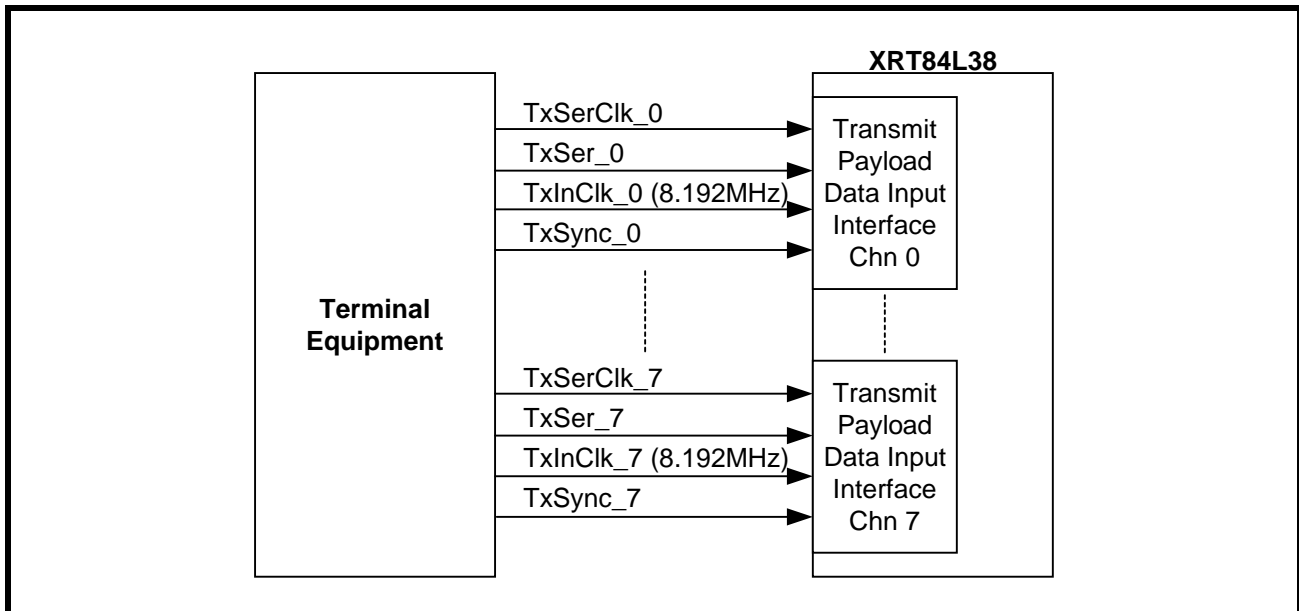 XRT84L38
Terminal
Equipment
TxSerClk_0
TxSer_0
TxInClk_0 (8.192MHz)
TxSync_0
Transmit
Payload
Data Input
Interface
Chn 0
TxSerClk_7
TxSer_7
TxInClk_7 (8.192MHz)
TxSync_7
Transmit
Payload
Data Input
Interface
Chn 7